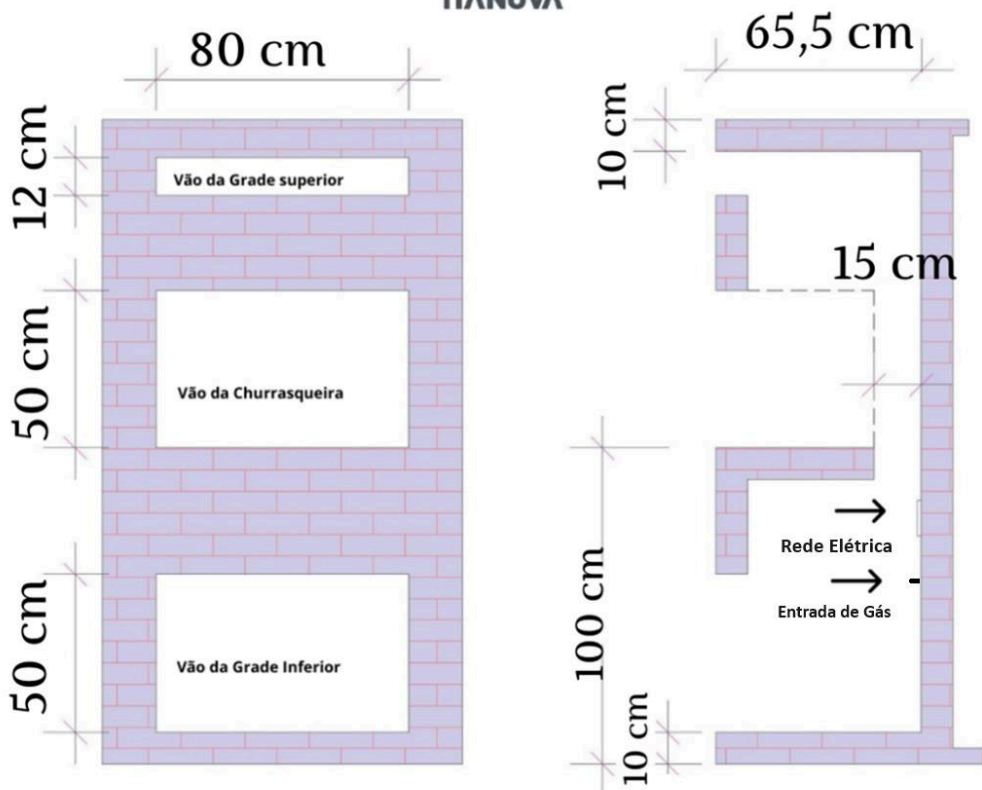 80 cm
65,5 cm
12 cm
10 cm
Vão da Grade superior
15 cm
50 cm
Vão da Churrasqueira
100 cm
Rede Elétrica
Entrada de Gás
50 cm
Vão da Grade Inferior
10 cm